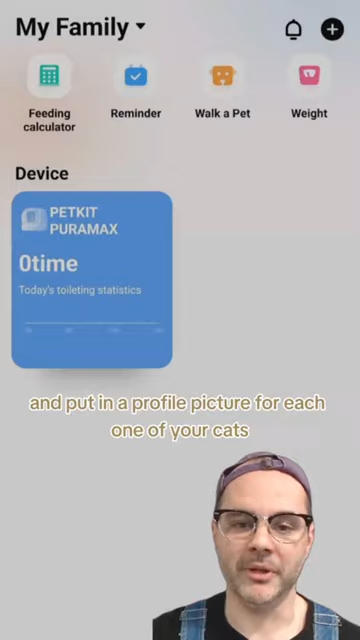 My Family
Feeding
calculator
Reminder
Walk a Pet
Weight
Device
PETKIT
PURAMAX
0time
Today's toileting statistics
and put in a profile picture for each
one of your cats